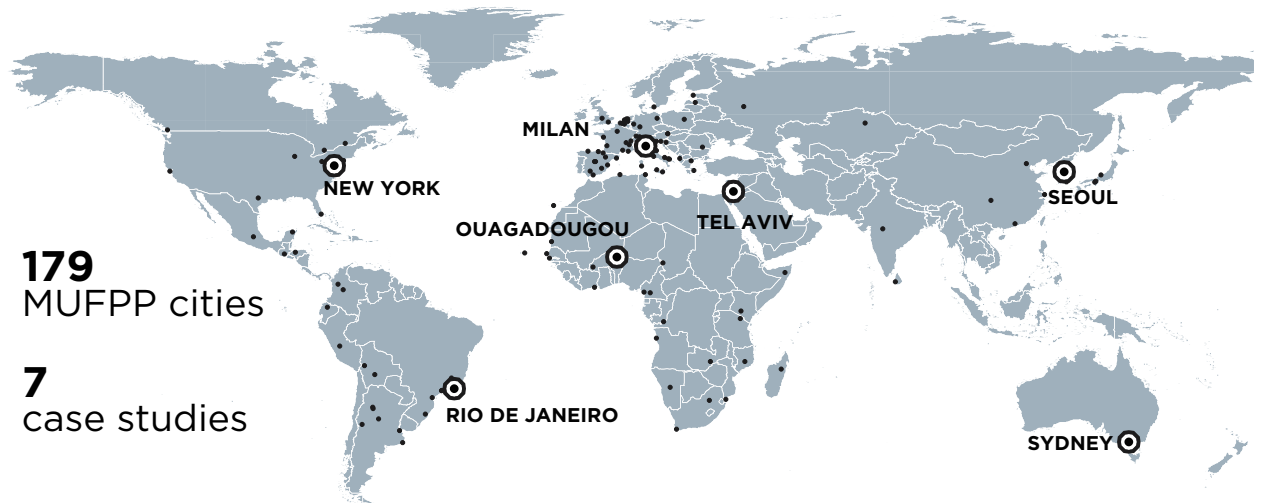 MILAN
NEW YORK
SEOUL
TEL AVIV
OUAGADOUGOU
179
MUFPP cities
7
case studies
RIO DE JANEIRO
SYDNEY